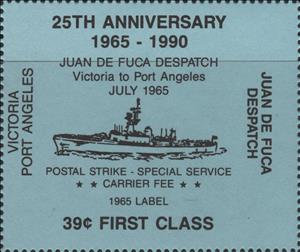 25TH ANNIVERSARY
1965 - 1990
JUAN DE FUCA DESPATCH
Victoria to Port Angeles
JULY 1965
VICTORIA
PORT ANGELES
JUAN DE FUCA
DESPATCH
POSTAL STRIKE - SPECIAL SERVICE
★ ★ CARRIER FEE ★ ★
1965 LABEL
39¢ FIRST CLASS